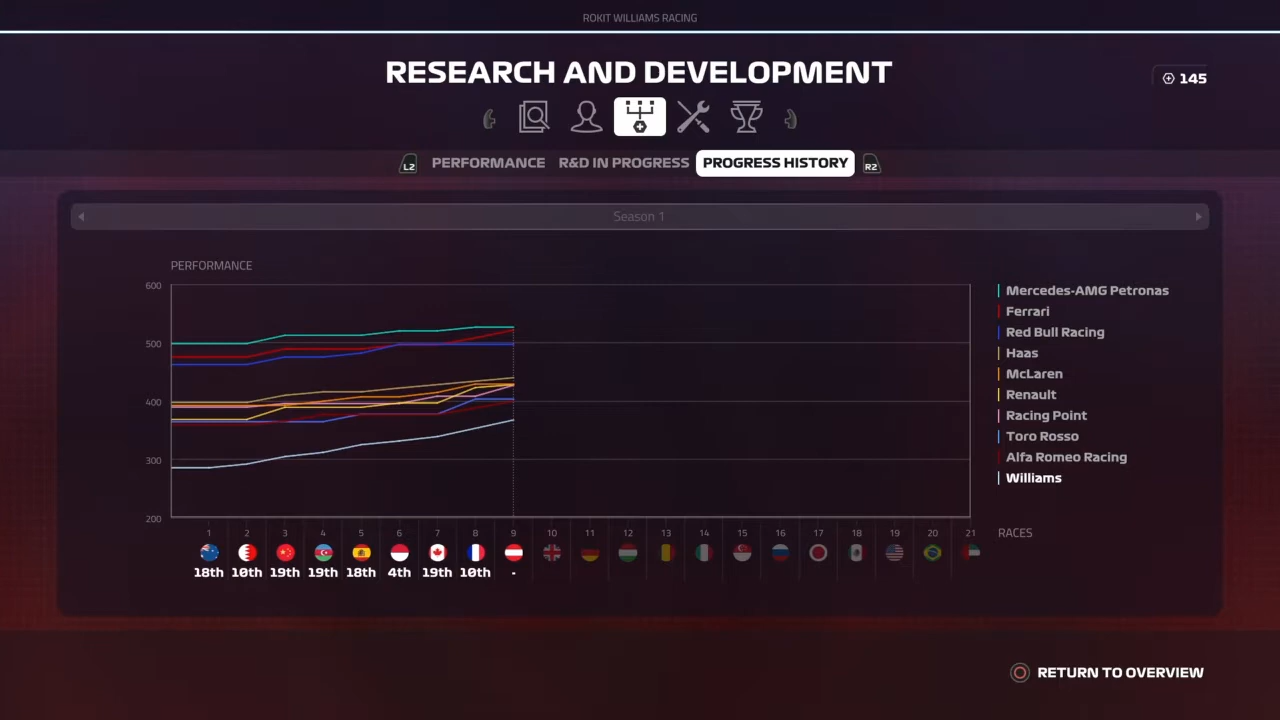 ROKIT WILLIAMS RACING
RESEARCH AND DEVELOPMENT
145
L2 PERFORMANCE R&D IN PROGRESS PROGRESS HISTORY R2
Season 1
PERFORMANCE
600
500
400
300
200
Mercedes-AMG Petronas
Ferrari
Red Bull Racing
Haas
McLaren
Renault
Racing Point
Toro Rosso
Alfa Romeo Racing
Williams
1 2 3 4 5 6 7 8 9 10 11 12 13 14 15 16 17 18 19 20 21 RACES
18th 10th 19th 19th 18th 4th 19th 10th -
RETURN TO OVERVIEW